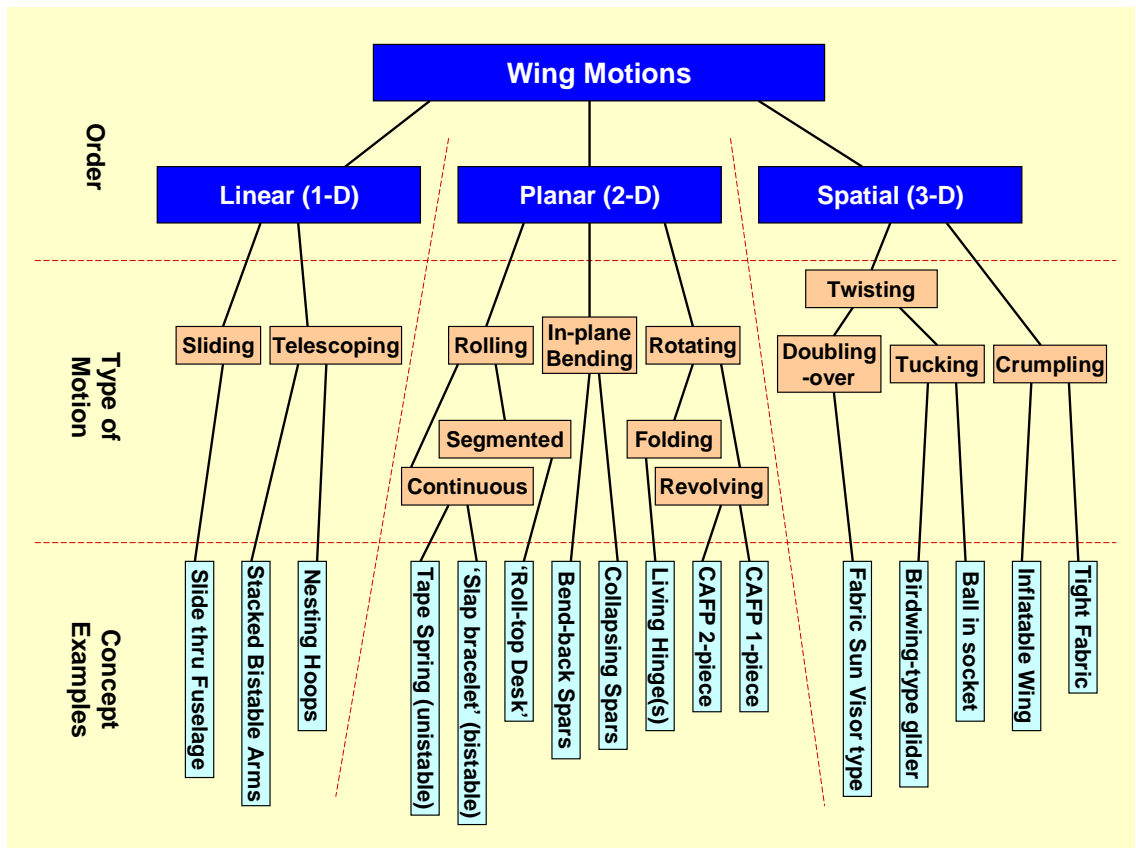 Wing Motions
Order
Linear (1-D)
Planar (2-D)
Spatial (3-D)
Type of
Motion
Twisting
Sliding
Telescoping
Rolling
In-plane
Bending
Rotating
Doubling
-over
Tucking
Crumpling
Segmented
Folding
Continuous
Revolving
Concept
Examples
Slide thru Fuselage
Stacked Bistable Arms
Nesting Hoops
Tape Spring (unistable)
‘Slap bracelet’ (bistable)
‘Roll-top Desk’
Bend-back Spars
Collapsing Spars
Living Hinge(s)
CAFP 2-piece
CAFP 1-piece
Fabric Sun Visor type
Birdwing-type glider
Ball in socket
Inflatable Wing
Tight Fabric